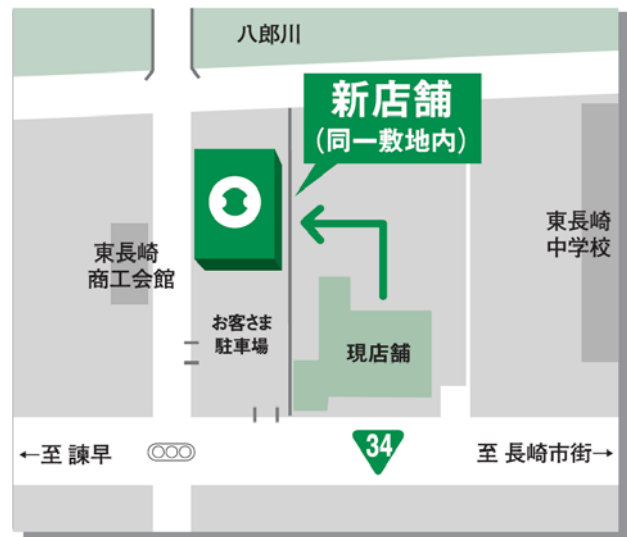 八郎川
新店舗
(同一敷地内)
東長崎
中学校
東長崎
商工会館
お客さま
駐車場
現店舗
←至 諫早
34
至 長崎市街→